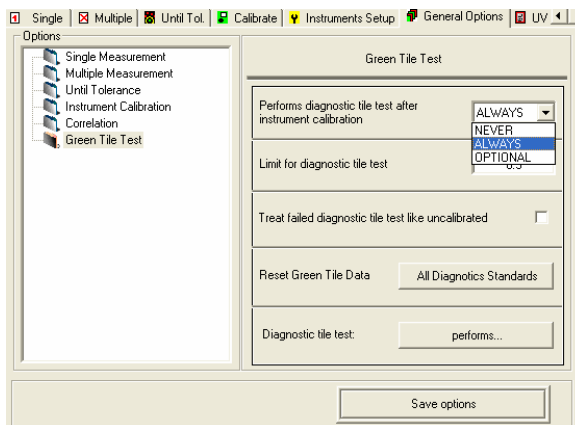 Single Multiple Until Tol. Calibrate Instruments Setup General Options UV
Options
Single Measurement
Multiple Measurement
Until Tolerance
Instrument Calibration
Correlation
Green Tile Test
Green Tile Test
Performs diagnostic tile test after
instrument calibration
ALWAYS
NEVER
ALWAYS
OPTIONAL
Limit for diagnostic tile test
Treat failed diagnostic tile test like uncalibrated
Reset Green Tile Data
All Diagnotics Standards
Diagnostic tile test:
performs...
Save options